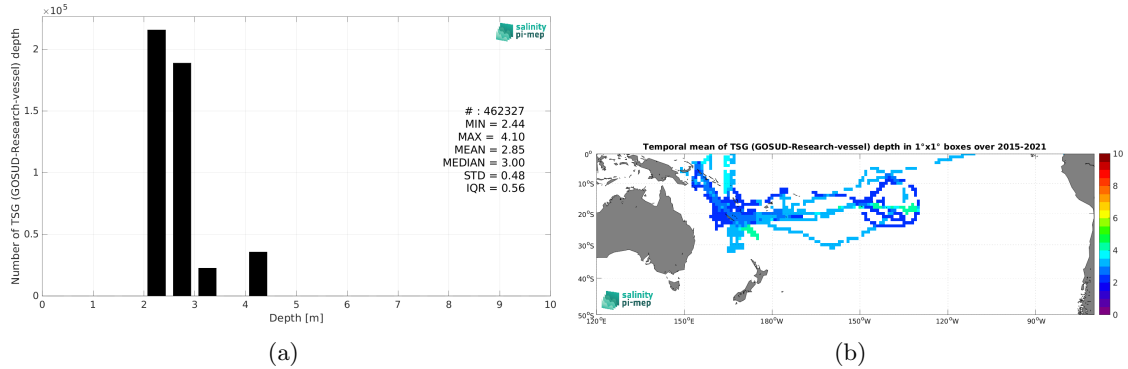 ×10⁵
2
1.5
1
0.5
0
Number of TSG (GOSUD-Research-vessel) depth
salinity
pi-mep
# : 462327
MIN = 2.44
MAX = 4.10
MEAN = 2.85
MEDIAN = 3.00
STD = 0.48
IQR = 0.56
0 1 2 3 4 5 6 7 8 9 10
Depth [m]
(a)
Temporal mean of TSG (GOSUD-Research-vessel) depth in 1°x1° boxes over 2015-2021
0°
10°S
20°S
30°S
40°S
50°S
120°E 150°E 180°W 150°W 120°W 90°W
salinity
pi-mep
10
8
6
4
2
0
(b)